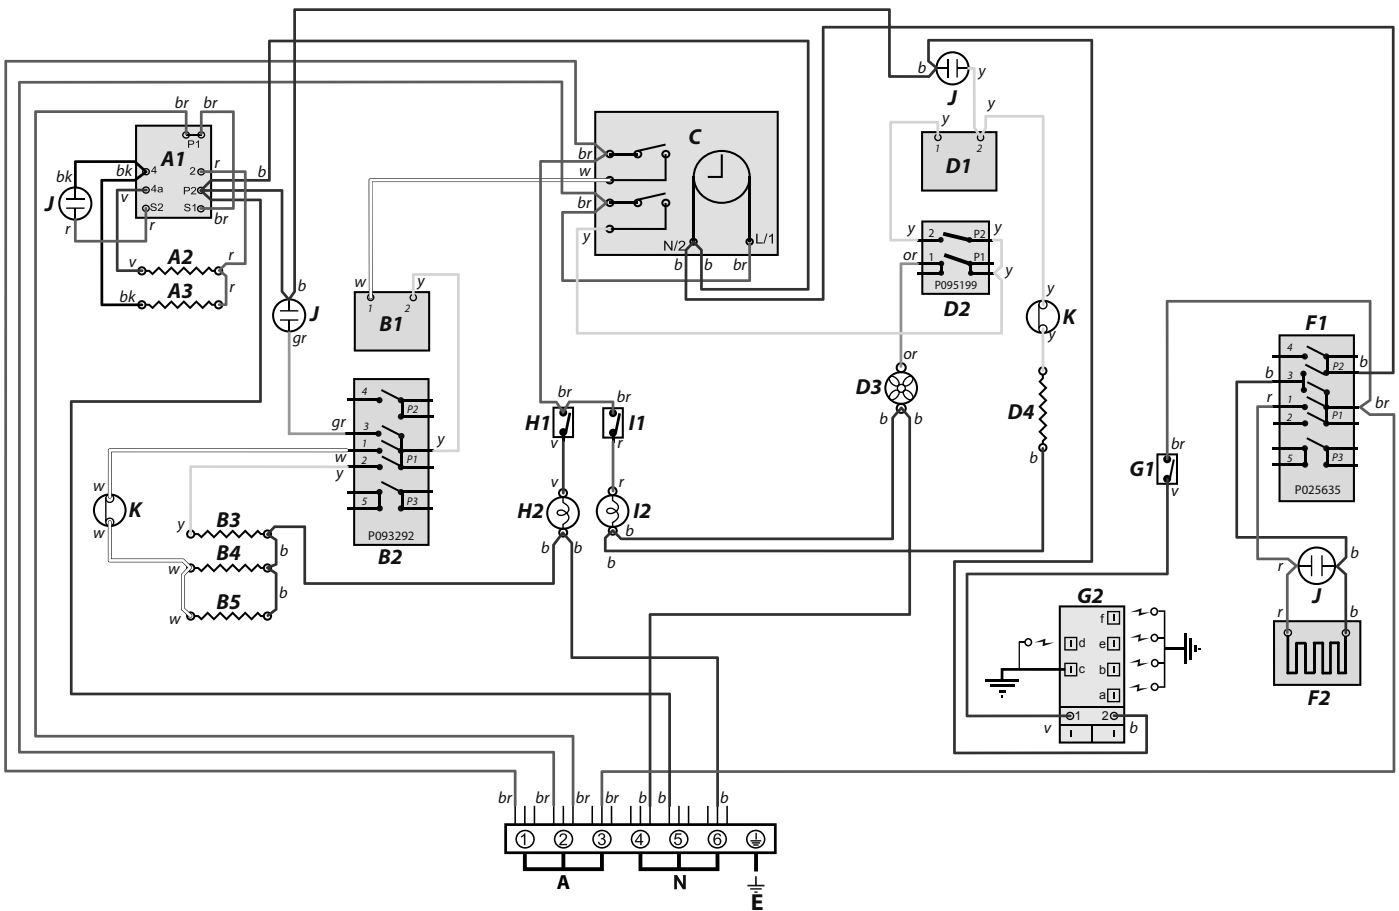 b
J
y
y
br br
P1
A1
bk
4
2
r
b
bk
4a
P2
v
J
S2
S1
r
r
br
v
A2
r
bk
A3
r
b
J
gr
C
br
w
br
y
N/2
L/1
b
b
br
y
1
2
D1
y
2
P2
y
or
1
P1
y
P095199
D2
w
y
1
2
B1
y
K
y
or
D3
b b
D4
b
4
P2
gr
3
w
1
y
y
2
P1
5
P3
P093292
B2
w
K
w
y
B3
b
w
B4
b
w
B5
br
br
H1
I1
v
r
v
r
H2
I2
b
b
b
b
F1
4
b
P2
b
3
r
1
br
2
P1
5
P3
P025635
br
G1
v
r
b
J
r
b
F2
G2
f
d
e
c
b
a
1
2
v
b
br br br br b b b
1 2 3 4 5 6
A N E